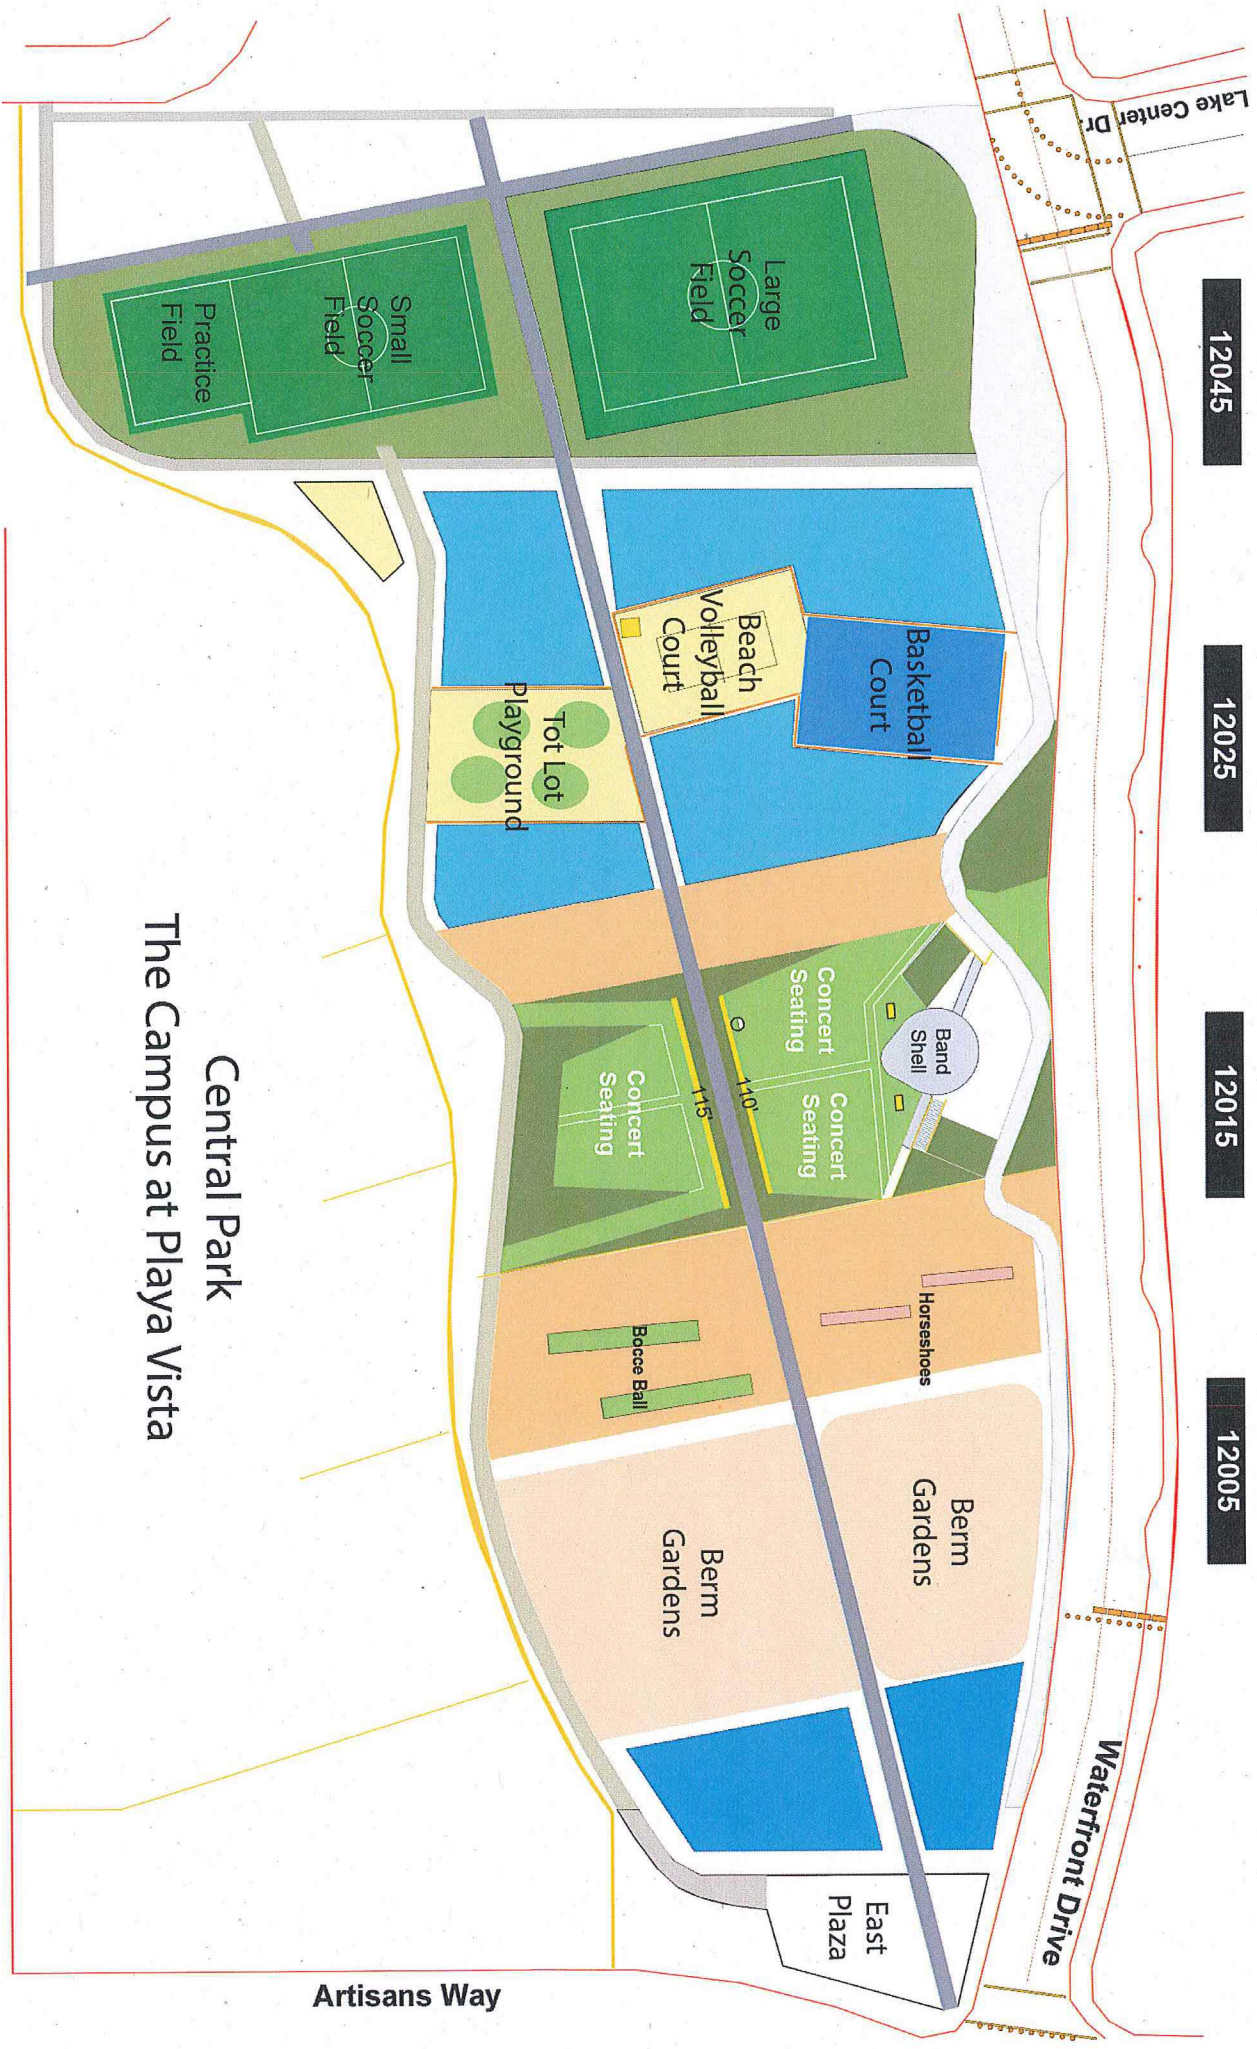 Lake Center Dr.
12045
12025
12015
12005
Waterfront Drive
Large
Soccer
Field
Small
Soccer
Field
Practice
Field
Basketball
Court
Beach
Volleyball
Court
Tot Lot
Playground
Band
Shell
Concert
Seating
Concert
Seating
110'
115'
Concert
Seating
Horseshoes
Bocce Ball
Berm
Gardens
Berm
Gardens
East
Plaza
Artisans Way
Central Park
The Campus at Playa Vista